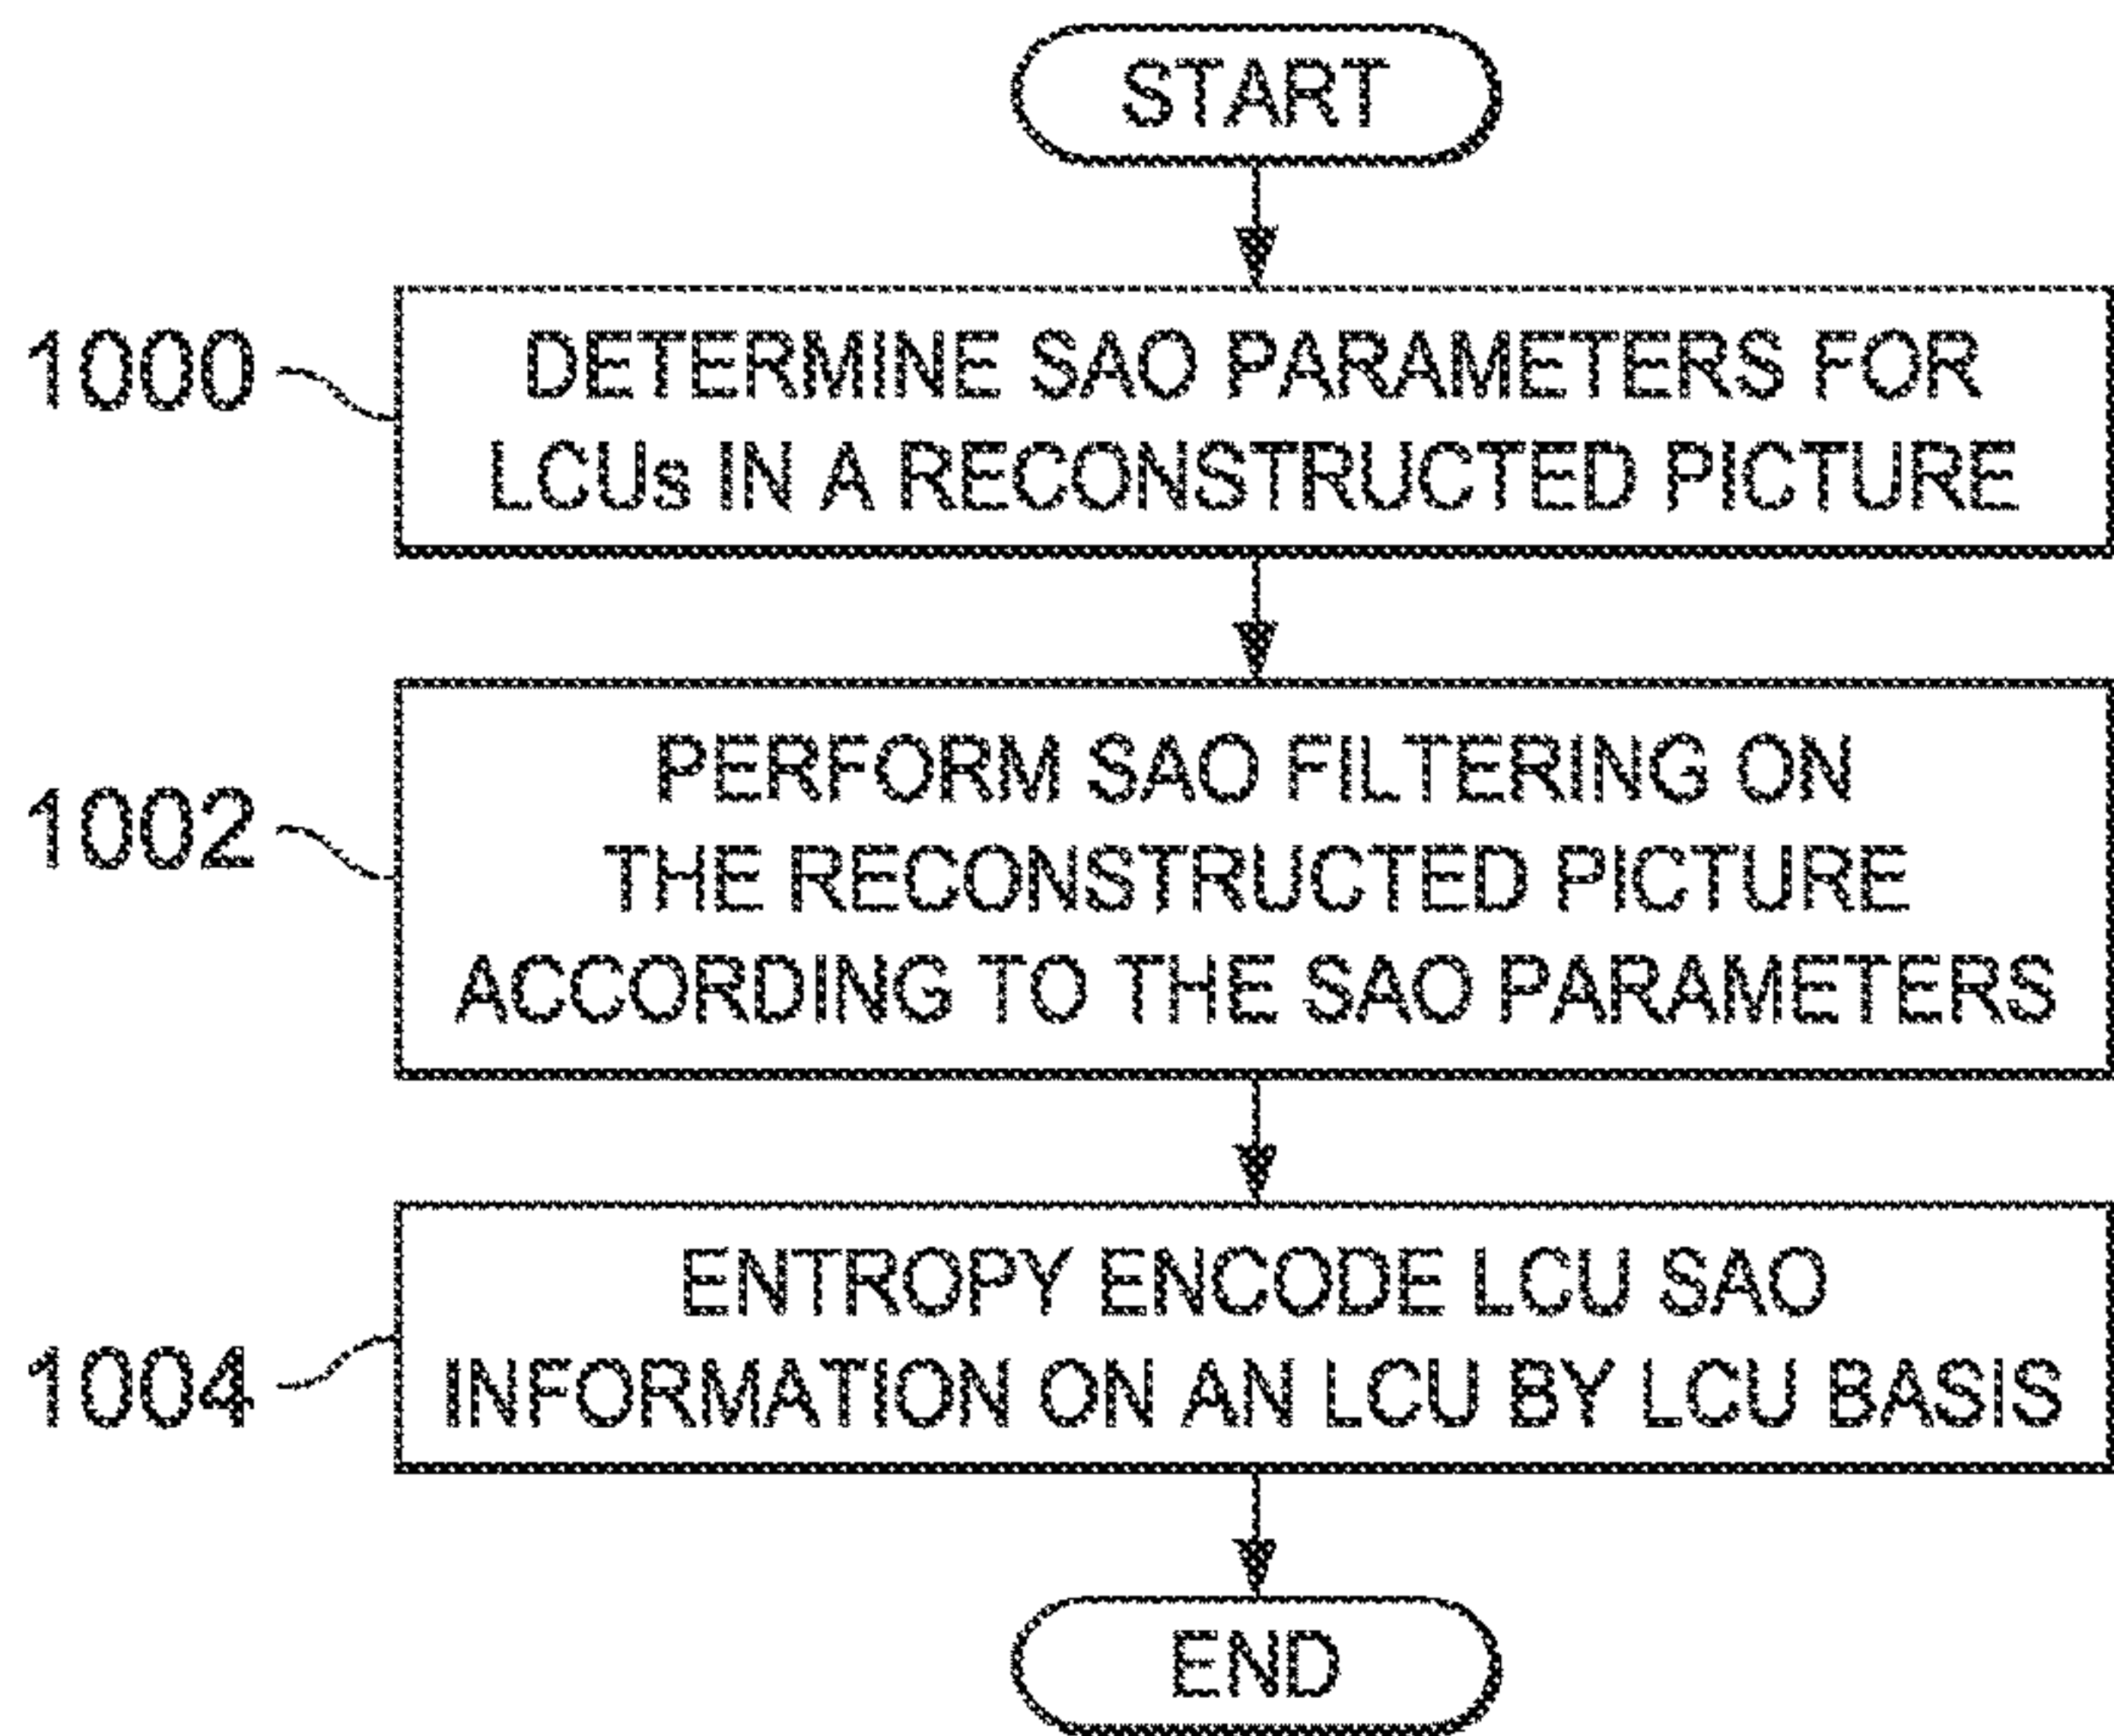 START
1000
DETERMINE SAO PARAMETERS FOR
LCUs IN A RECONSTRUCTED PICTURE
1002
PERFORM SAO FILTERING ON
THE RECONSTRUCTED PICTURE
ACCORDING TO THE SAO PARAMETERS
1004
ENTROPY ENCODE LCU SAO
INFORMATION ON AN LCU BY LCU BASIS
END